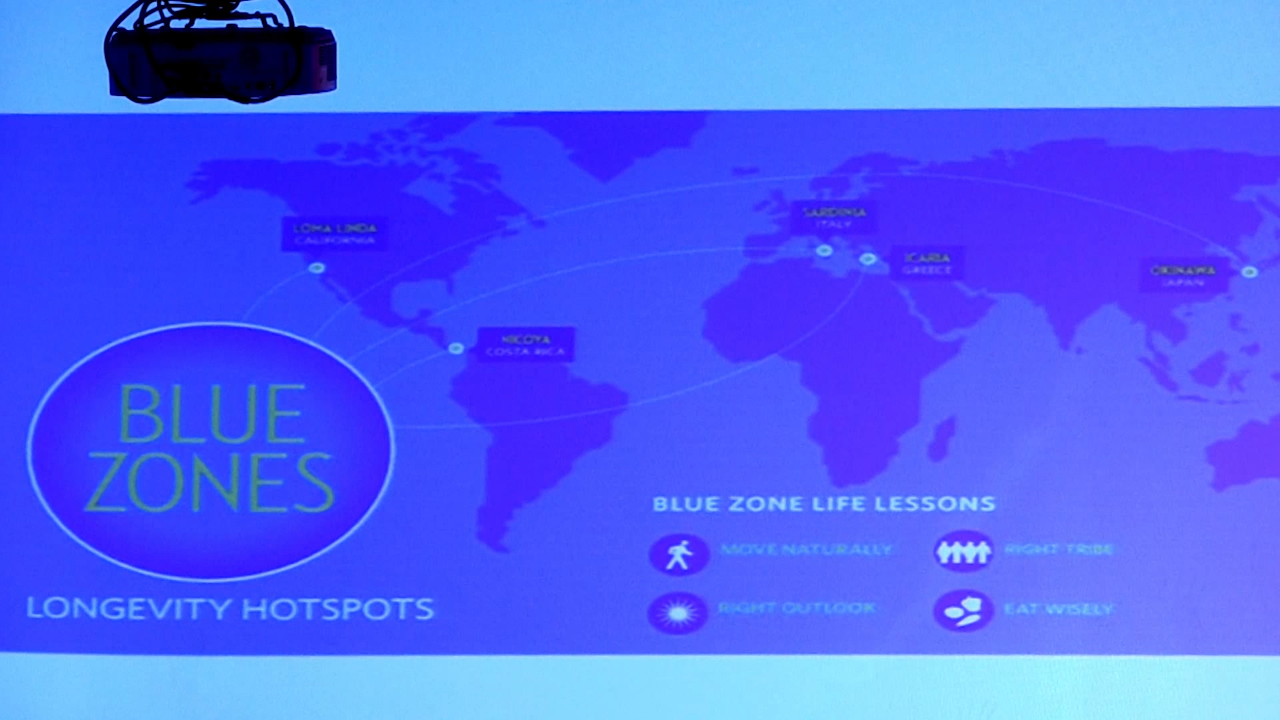 LOMA LINDA
CALIFORNIA
SARDINIA
ITALY
ICARIA
GREECE
OKINAWA
JAPAN
NICOYA
COSTA RICA
BLUE
ZONES
LONGEVITY HOTSPOTS
BLUE ZONE LIFE LESSONS
MOVE NATURALLY
RIGHT TRIBE
RIGHT OUTLOOK
EAT WISELY